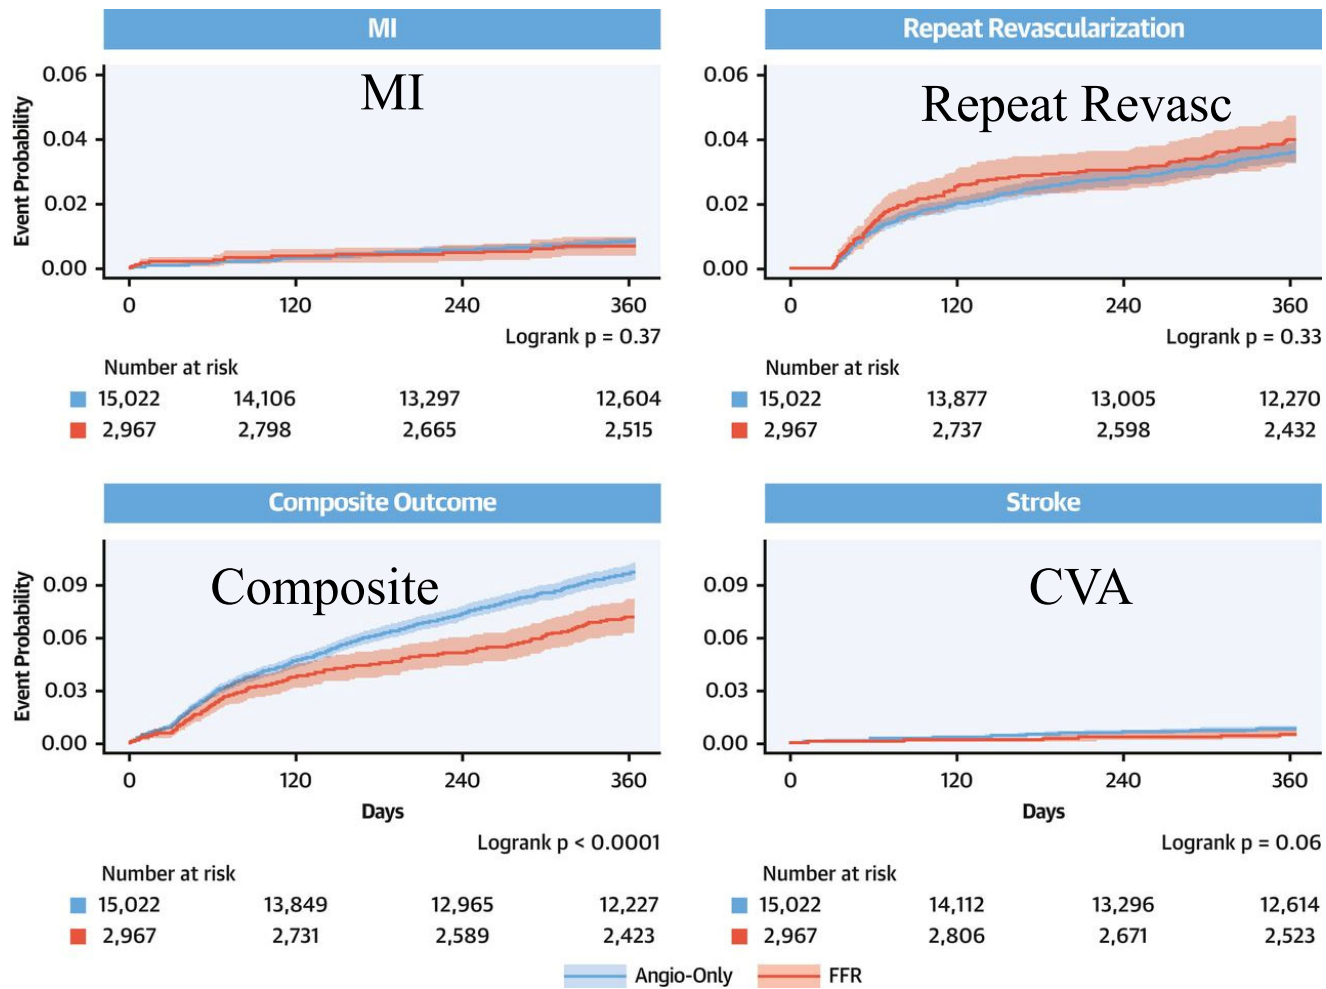 MI
MI
Event Probability
0.06
0.04
0.02
0.00
0 120 240 360
Logrank p = 0.37
Number at risk
15,022 14,106 13,297 12,604
2,967 2,798 2,665 2,515
Repeat Revascularization
Repeat Revasc
0.06
0.04
0.02
0.00
0 120 240 360
Logrank p = 0.33
Number at risk
15,022 13,877 13,005 12,270
2,967 2,737 2,598 2,432
Composite Outcome
Composite
Event Probability
0.09
0.06
0.03
0.00
0 120 240 360
Days
Logrank p < 0.0001
Number at risk
15,022 13,849 12,965 12,227
2,967 2,731 2,589 2,423
Stroke
CVA
0.09
0.06
0.03
0.00
0 120 240 360
Days
Logrank p = 0.06
Number at risk
15,022 14,112 13,296 12,614
2,967 2,806 2,671 2,523
Angio-Only FFR